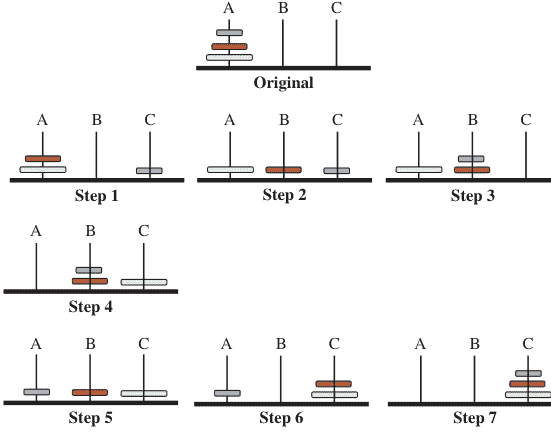 A B C
Original
A B C A B C A B C
Step 1 Step 2 Step 3
A B C
Step 4
A B C A B C A B C
Step 5 Step 6 Step 7